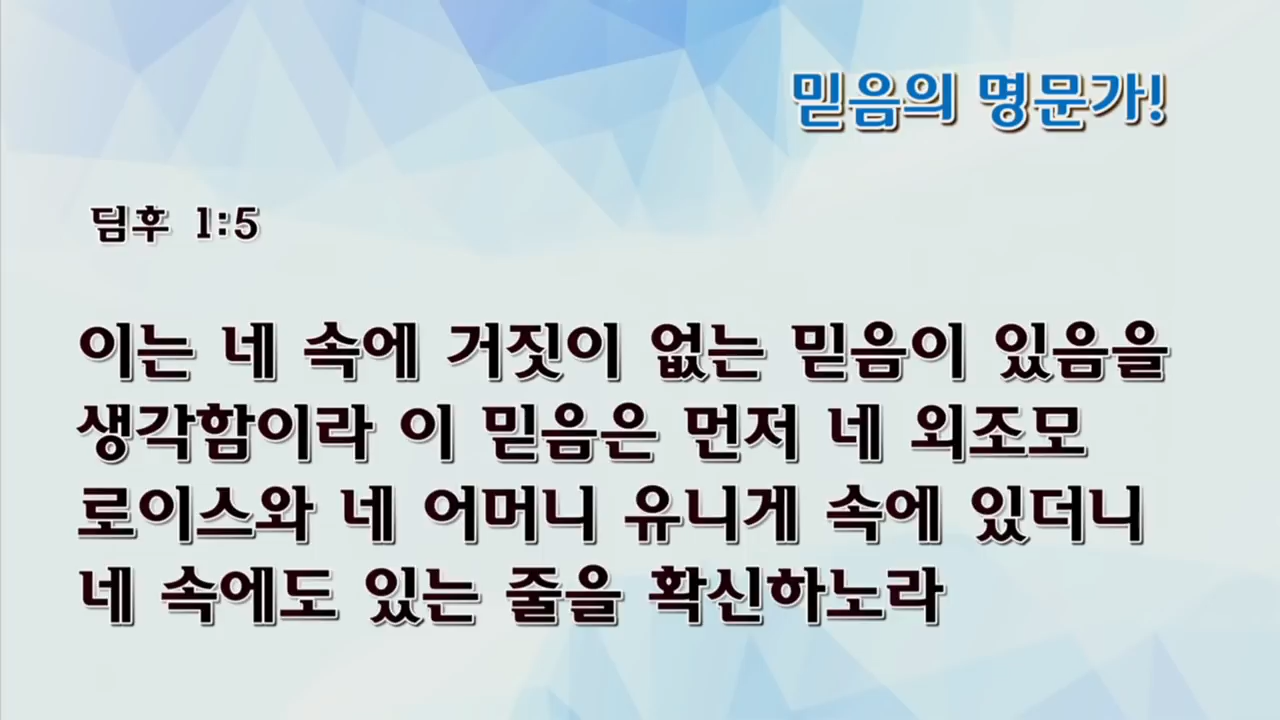 믿음의 명문가!
딤후 1:5
이는 네 속에 거짓이 없는 믿음이 있음을
생각함이라 이 믿음은 먼저 네 외조모
로이스와 네 어머니 유니게 속에 있더니
네 속에도 있는 줄을 확신하노라